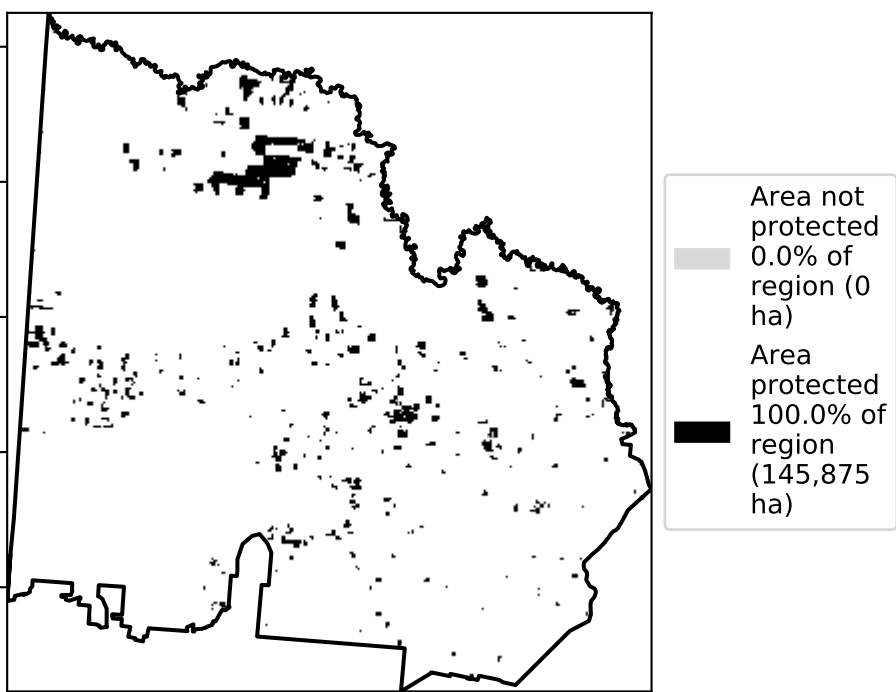 Area not
protected
0.0% of
region (0
ha)
Area
protected
100.0% of
region
(145,875
ha)